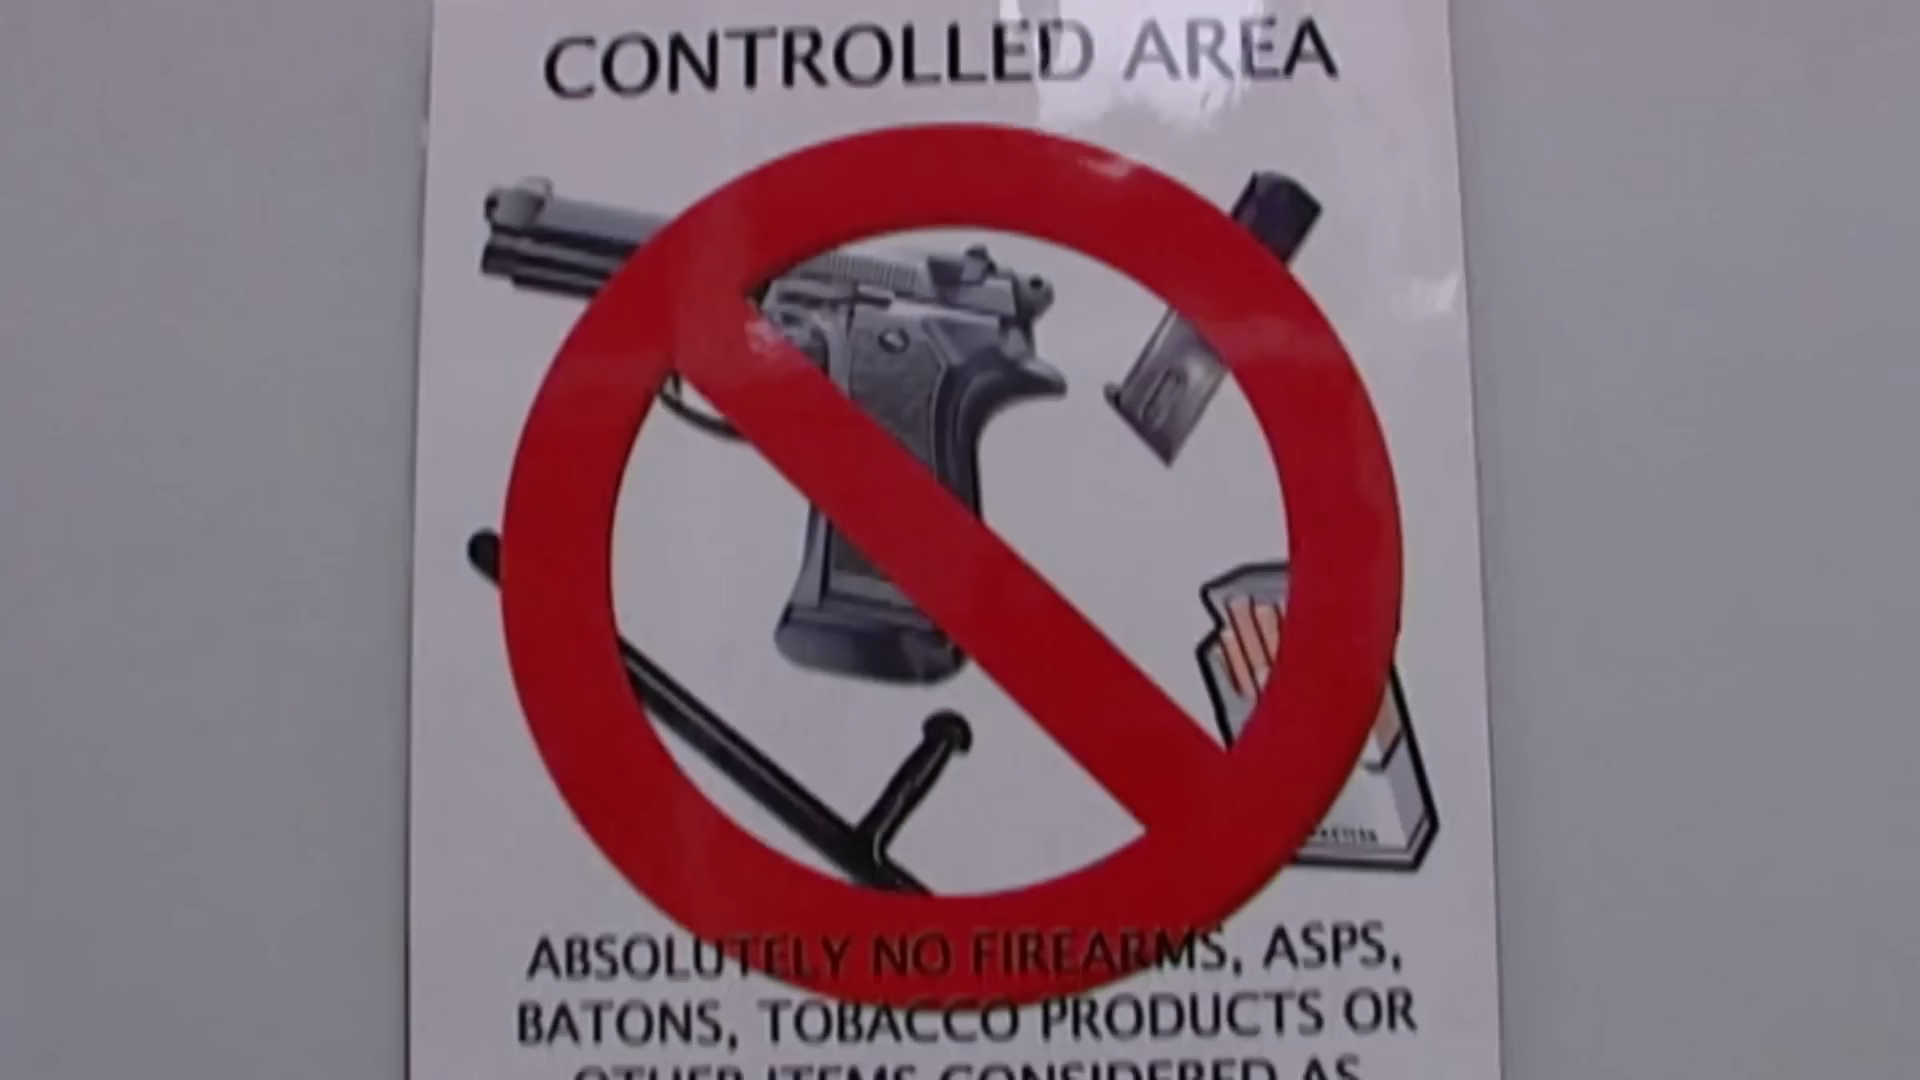 CONTROLLED AREA
ABSOLUTELY NO FIREARMS, ASPS,
BATONS, TOBACCO PRODUCTS OR
OTHER ITEMS CONSIDERED AS